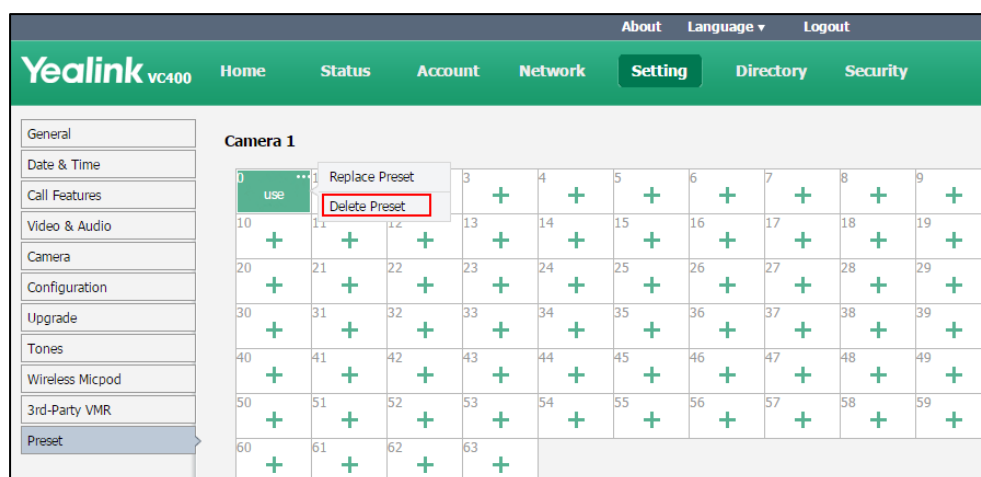 About Language ▾ Logout
Yealink VC400 Home Status Account Network Setting Directory Security
General
Date & Time
Call Features
Video & Audio
Camera
Configuration
Upgrade
Tones
Wireless Micpod
3rd-Party VMR
Preset
Camera 1
0 ••• use 1 3 + 4 + 5 + 6 + 7 + 8 + 9 +
Replace Preset
Delete Preset
10 + 11 + 12 + 13 + 14 + 15 + 16 + 17 + 18 + 19 +
20 + 21 + 22 + 23 + 24 + 25 + 26 + 27 + 28 + 29 +
30 + 31 + 32 + 33 + 34 + 35 + 36 + 37 + 38 + 39 +
40 + 41 + 42 + 43 + 44 + 45 + 46 + 47 + 48 + 49 +
50 + 51 + 52 + 53 + 54 + 55 + 56 + 57 + 58 + 59 +
60 + 61 + 62 + 63 +